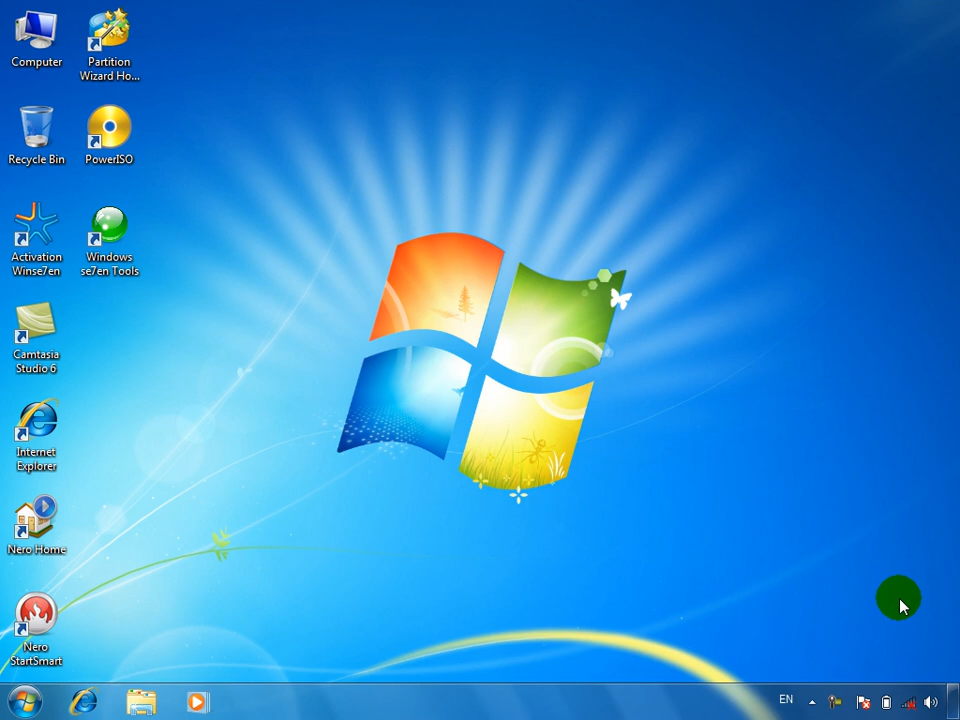 Computer
Partition
Wizard Ho...
Recycle Bin
PowerISO
Activation
Winse7en
Windows
se7en Tools
Camtasia
Studio 6
Internet
Explorer
Nero Home
Nero
StartSmart
EN